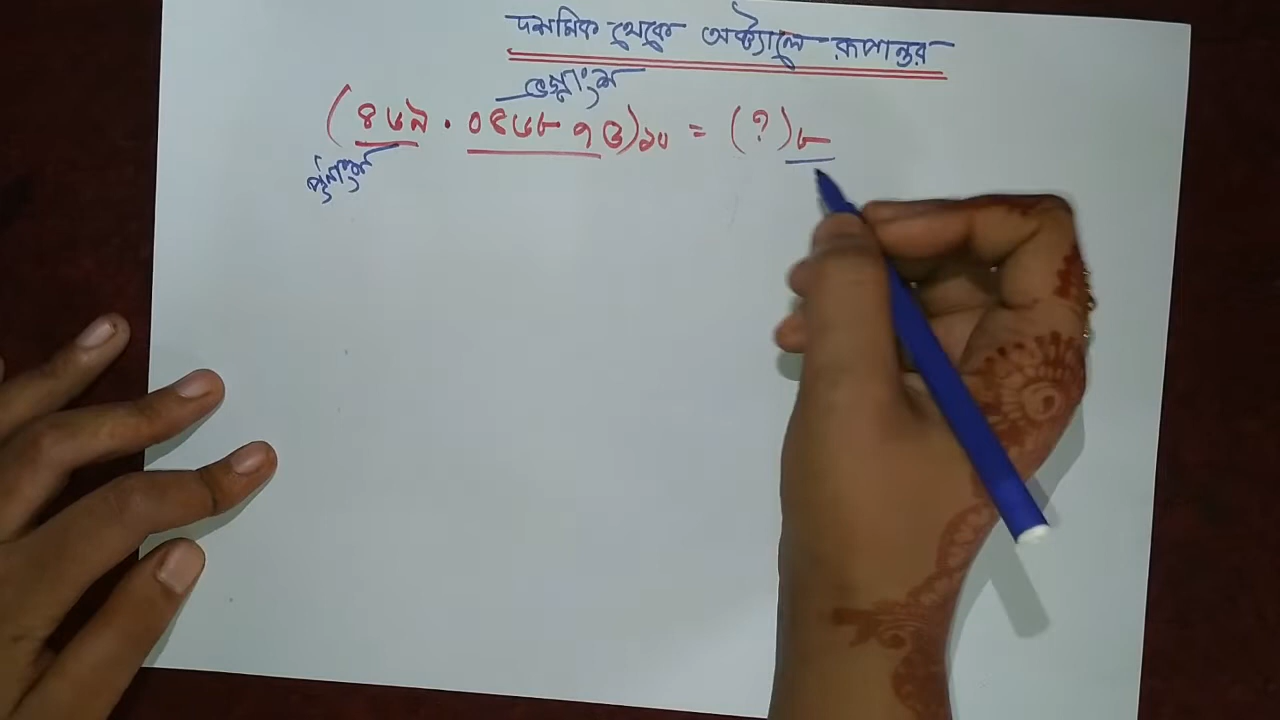 দশমিক থেকে অক্ট্যালে রূপান্তর
ভগ্নাংশ
(৪৬৯.০৪৬৮৭৫)১০ = (?)৮
পূর্ণাংশ